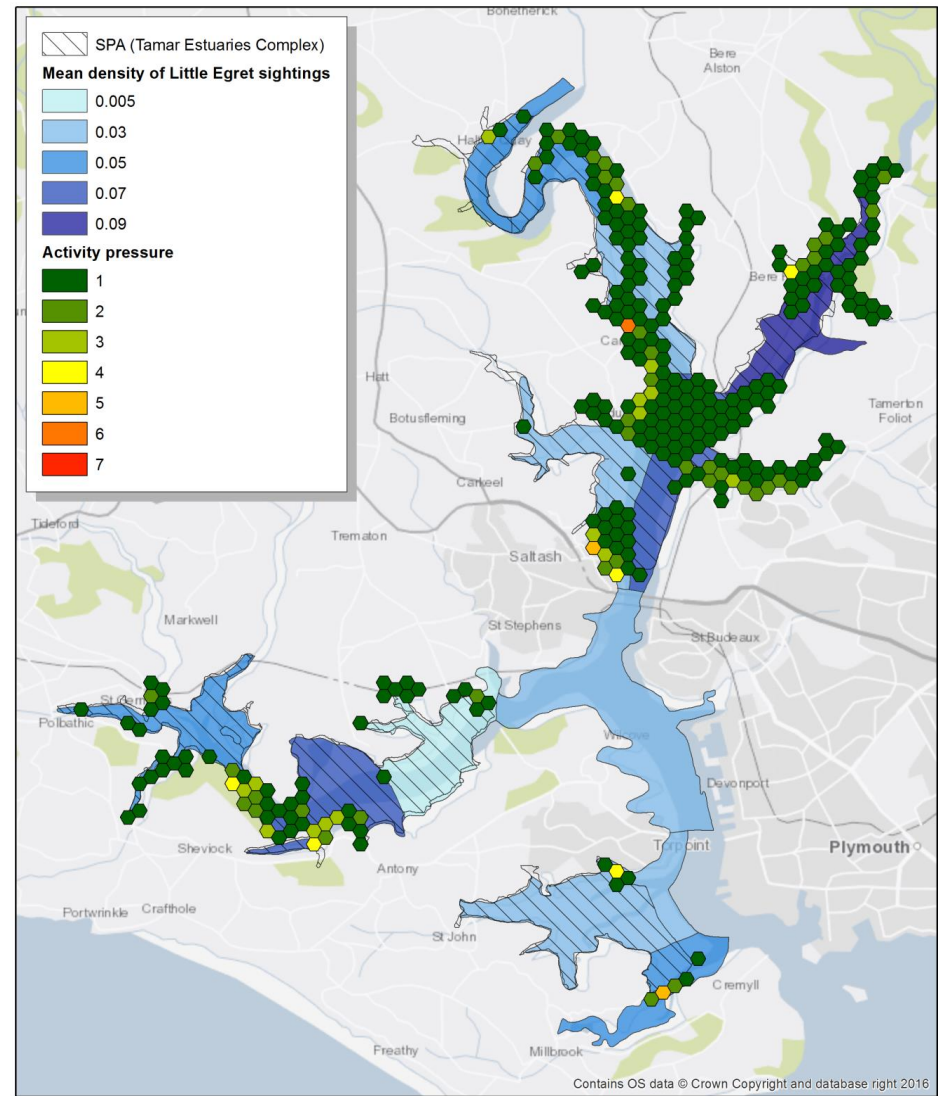 SPA (Tamar Estuaries Complex)
Mean density of Little Egret sightings
0.005
0.03
0.05
0.07
0.09
Activity pressure
1
2
3
4
5
6
7
Bonetherick
Bere
Alston
Bere
Hatt
Botusfleming
Tamerton
Foliot
Carkeel
Tideford
Trematon
Saltash
Markwell
St Stephens
St Budeaux
Polbathic
Wilcove
Devonport
Sheviock
Torpoint
Plymouth
Antony
Portwrinkle
Crafthole
St John
Cremyll
Freathy
Millbrook
Contains OS data © Crown Copyright and database right 2016